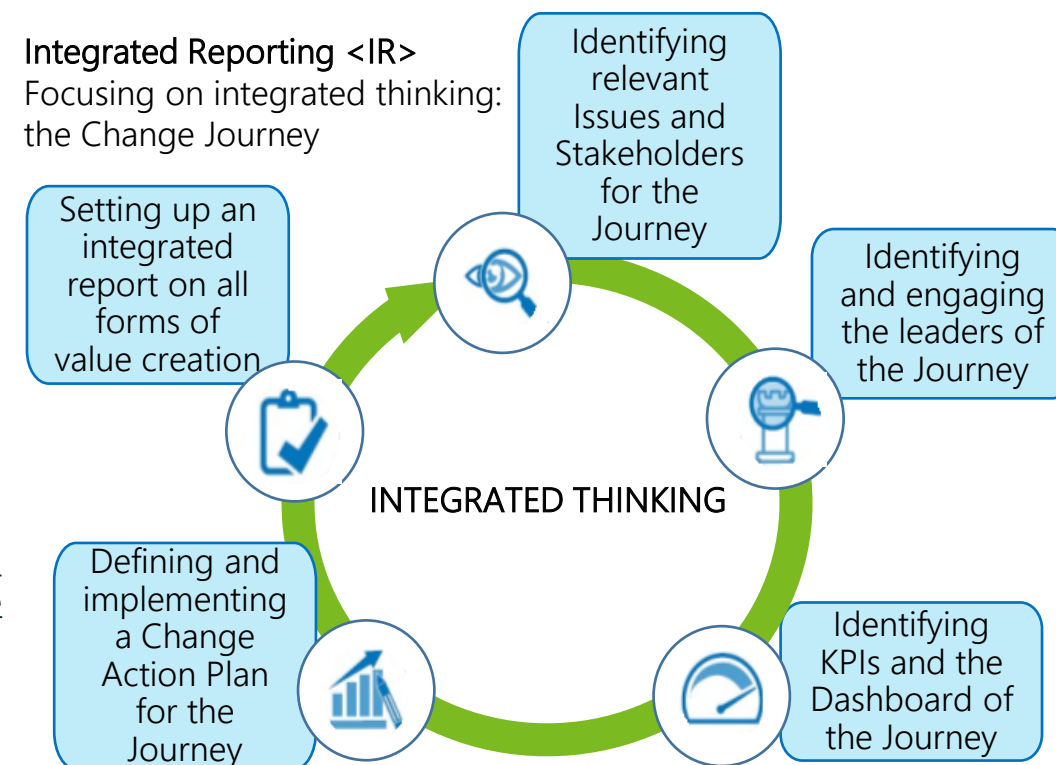 Integrated Reporting <IR>
Focusing on integrated thinking:
the Change Journey
Identifying
relevant
Issues and
Stakeholders
for the
Journey
Identifying
and engaging
the leaders of
the Journey
Identifying
KPIs and the
Dashboard of
the Journey
Defining and
implementing
a Change
Action Plan
for the
Journey
Setting up an
integrated
report on all
forms of
value creation
INTEGRATED THINKING